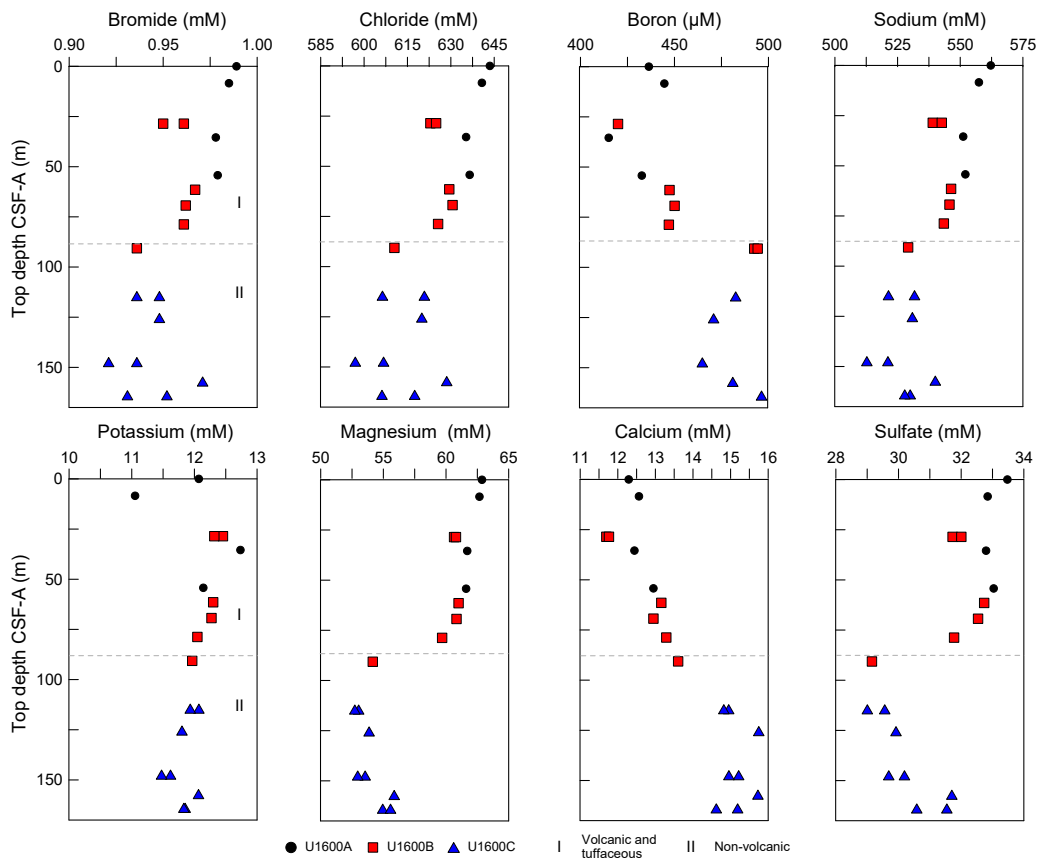 Bromide (mM)
Chloride (mM)
Boron (µM)
Sodium (mM)
0.90 0.95 1.00
585 600 615 630 645
400 450 500
500 525 550 575
0
50
100
150
Top depth CSF-A (m)
I
II
Potassium (mM)
Magnesium (mM)
Calcium (mM)
Sulfate (mM)
10 11 12 13
50 55 60 65
11 12 13 14 15 16
28 30 32 34
0
50
100
150
Top depth CSF-A (m)
I
II
U1600A U1600B U1600C I Volcanic and II Non-volcanic
tuffaceous